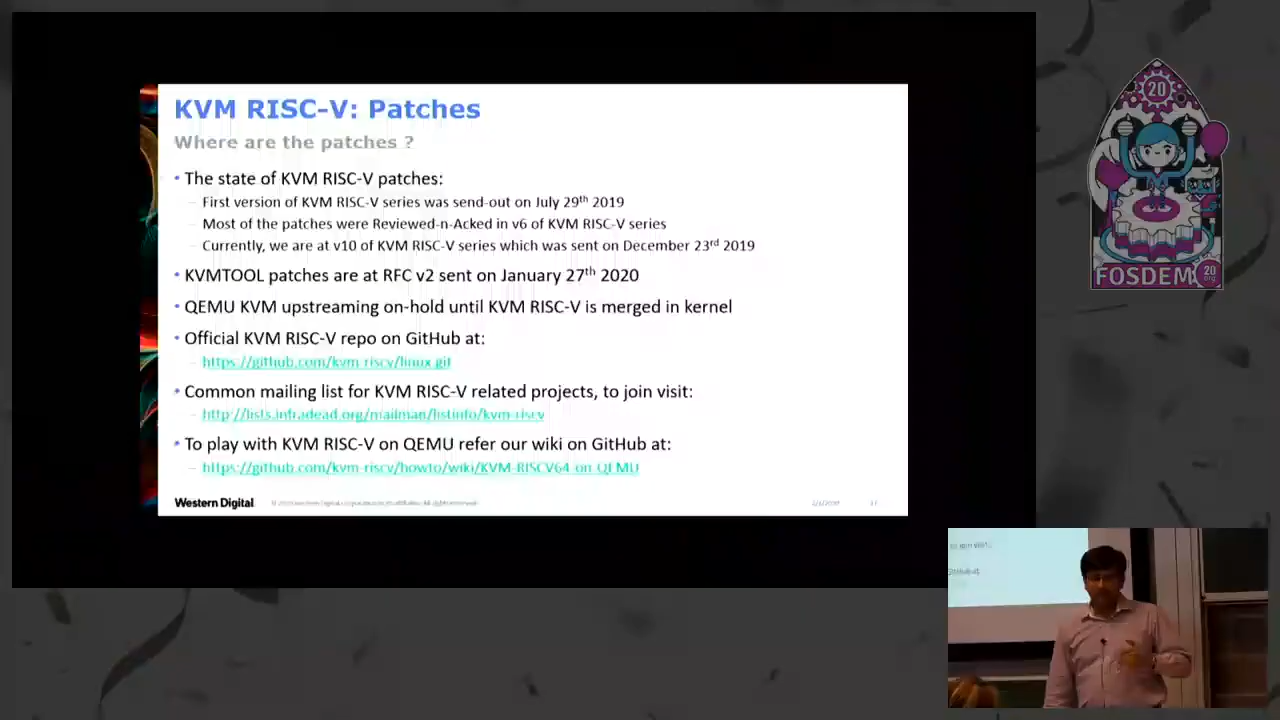 KVM RISC-V: Patches
Where are the patches ?
• The state of KVM RISC-V patches:
– First version of KVM RISC-V series was send-out on July 29th 2019
– Most of the patches were Reviewed-n-Acked in v6 of KVM RISC-V series
– Currently, we are at v10 of KVM RISC-V series which was sent on December 23rd 2019
• KVMTOOL patches are at RFC v2 sent on January 27th 2020
• QEMU KVM upstreaming on-hold until KVM RISC-V is merged in kernel
• Official KVM RISC-V repo on GitHub at:
– https://github.com/kvm-riscv/linux.git
• Common mailing list for KVM RISC-V related projects, to join visit:
– http://lists.infradead.org/mailman/listinfo/kvm-riscv
• To play with KVM RISC-V on QEMU refer our wiki on GitHub at:
– https://github.com/kvm-riscv/howto/wiki/KVM-RISCV64-on-QEMU
Western Digital
20
FOSDEM 20
.org
to join visit:
GitHub at: